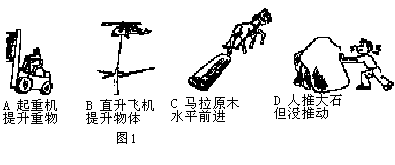 A 起重机
提升重物
B 直升飞机
提升物体
C 马拉原木
水平前进
D 人推大石
但没推动
图1